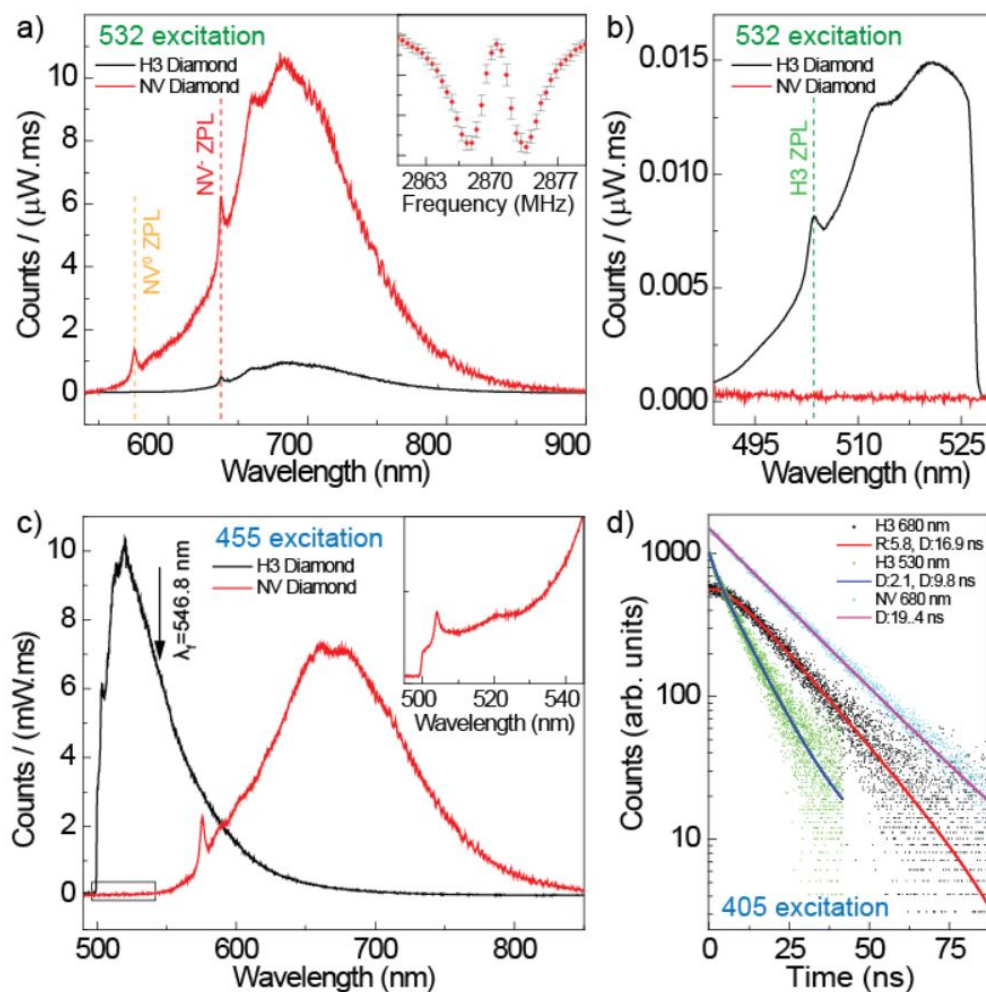 a) 532 excitation
H3 Diamond
NV Diamond
NV⁰ ZPL
NV⁻ ZPL
Counts / (μW.ms)
10
8
6
4
2
0
600 700 800 900
Wavelength (nm)
2863 2870 2877
Frequency (MHz)
b) 532 excitation
H3 Diamond
NV Diamond
H3 ZPL
Counts / (μW.ms)
0.015
0.010
0.005
0.000
495 510 525
Wavelength (nm)
c) 455 excitation
H3 Diamond
NV Diamond
λr=546.8 nm
Counts / (mW.ms)
10
8
6
4
2
0
500 600 700 800
Wavelength (nm)
500 520 540
Wavelength (nm)
d)
H3 680 nm
R:5.8, D:16.9 ns
H3 530 nm
D:2.1, D:9.8 ns
NV 680 nm
D:19..4 ns
Counts (arb. units)
1000
100
10
405 excitation
0 25 50 75
Time (ns)